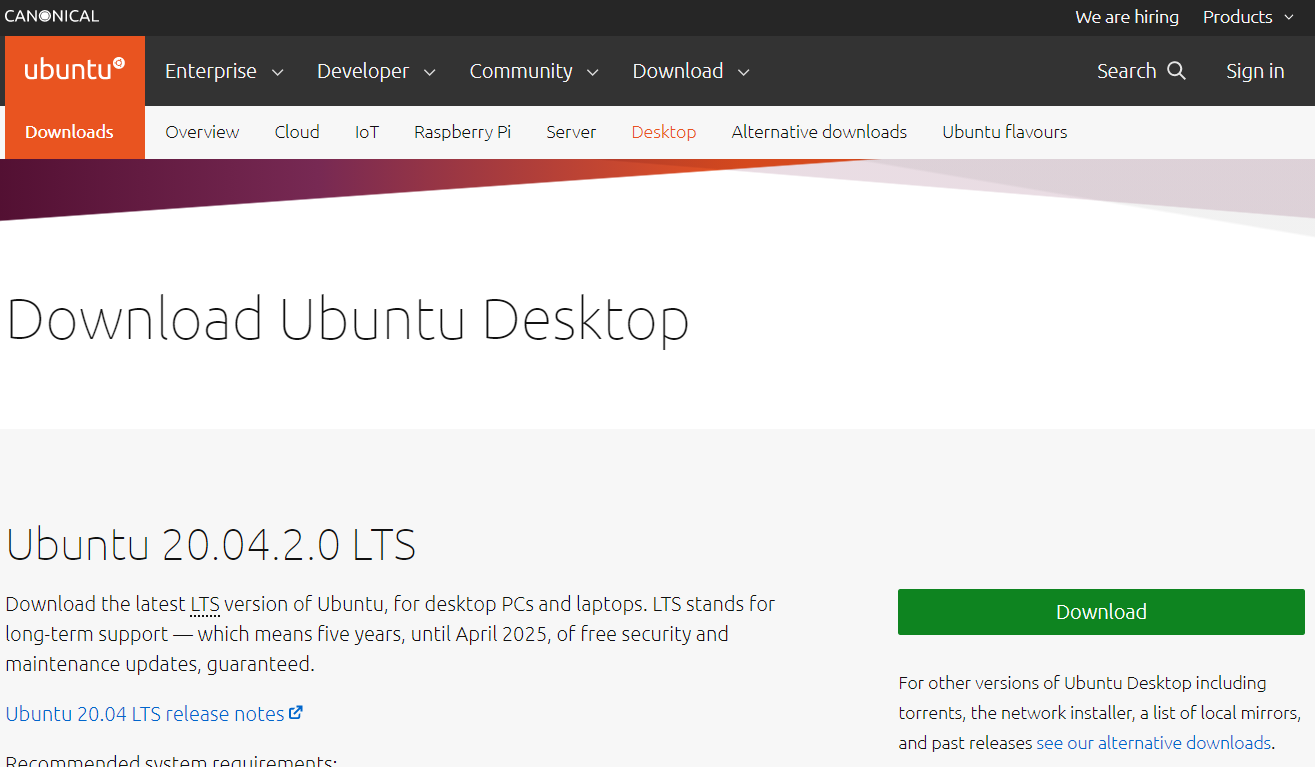 CANONICAL
We are hiring Products
ubuntu Enterprise Developer Community Download Search Sign in
Downloads Overview Cloud IoT Raspberry Pi Server Desktop Alternative downloads Ubuntu flavours
Download Ubuntu Desktop
Ubuntu 20.04.2.0 LTS
Download the latest LTS version of Ubuntu, for desktop PCs and laptops. LTS stands for
long-term support — which means five years, until April 2025, of free security and
maintenance updates, guaranteed.
Ubuntu 20.04 LTS release notes
Recommended system requirements:
Download
For other versions of Ubuntu Desktop including
torrents, the network installer, a list of local mirrors,
and past releases see our alternative downloads.